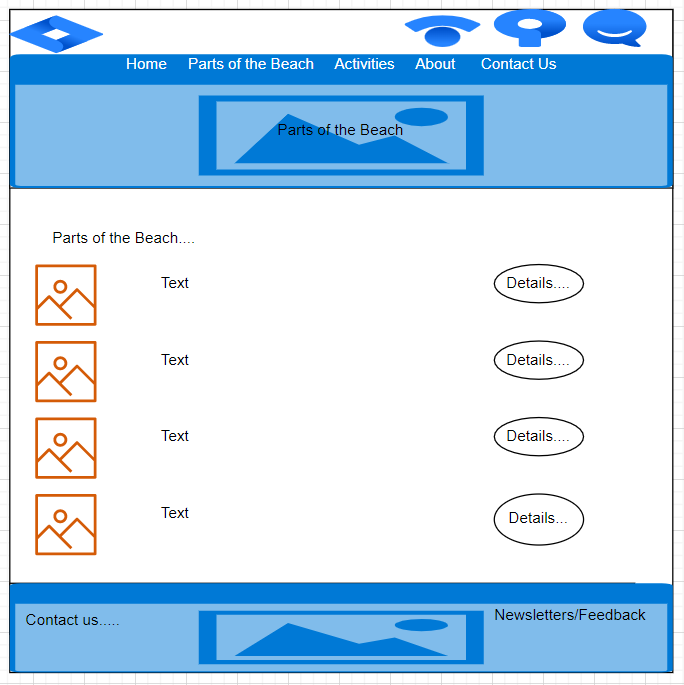 Home Parts of the Beach Activities About Contact Us
Parts of the Beach
Parts of the Beach....
Text Details....
Text Details....
Text Details....
Text Details...
Contact us..... Newsletters/Feedback